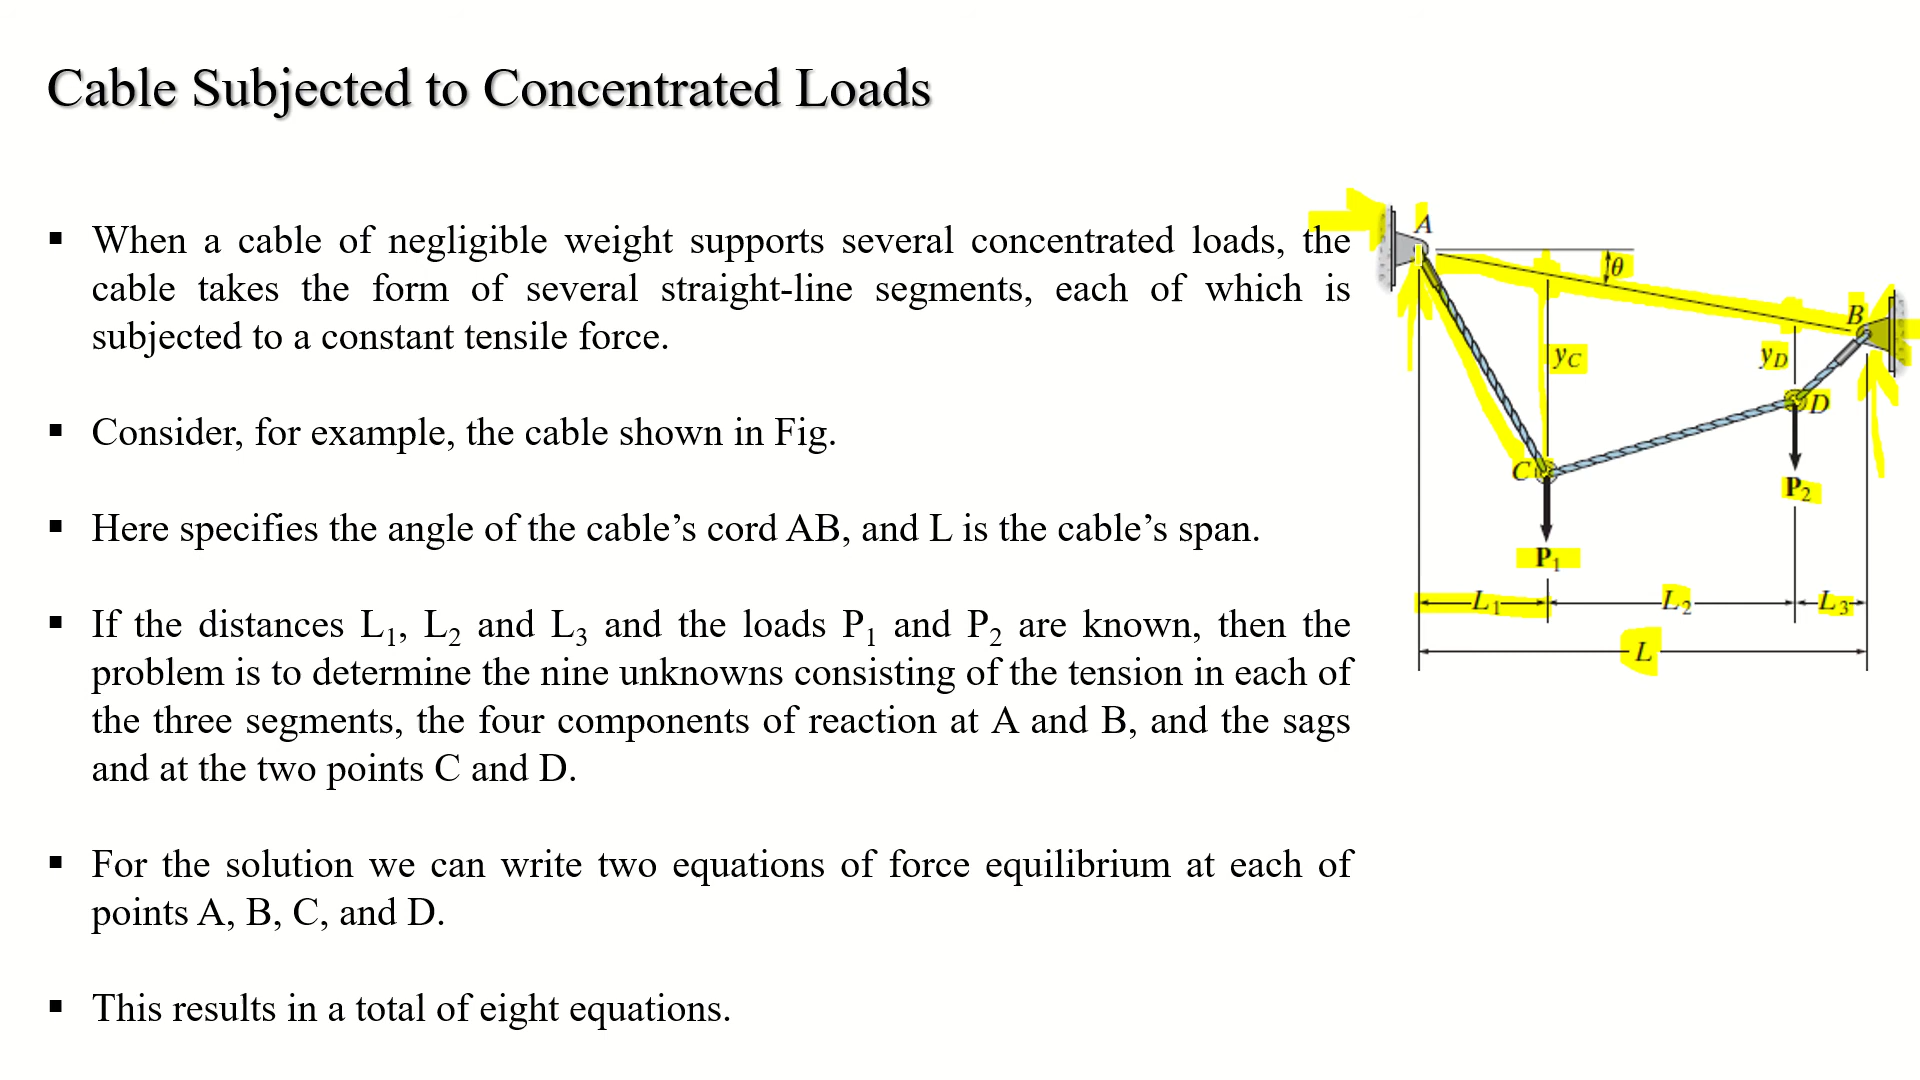 Cable Subjected to Concentrated Loads
▪ When a cable of negligible weight supports several concentrated loads, the
cable takes the form of several straight-line segments, each of which is
subjected to a constant tensile force.
▪ Consider, for example, the cable shown in Fig.
▪ Here specifies the angle of the cable’s cord AB, and L is the cable’s span.
▪ If the distances L₁, L₂ and L₃ and the loads P₁ and P₂ are known, then the
problem is to determine the nine unknowns consisting of the tension in each of
the three segments, the four components of reaction at A and B, and the sags
and at the two points C and D.
▪ For the solution we can write two equations of force equilibrium at each of
points A, B, C, and D.
▪ This results in a total of eight equations.
A
θ
B
y_C
y_D
D
C
P₂
P₁
L₁ L₂ L₃
L